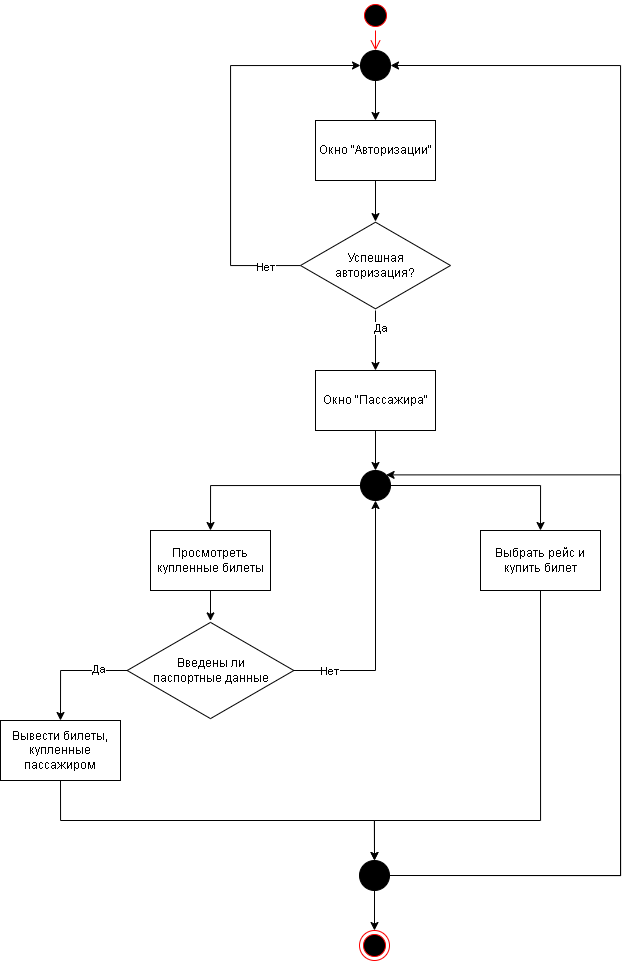 Окно "Авторизации"
Успешная
авторизация?
Нет
Да
Окно "Пассажира"
Просмотреть
купленные билеты
Выбрать рейс и
купить билет
Введены ли
паспортные данные
Да
Нет
Вывести билеты,
купленные
пассажиром